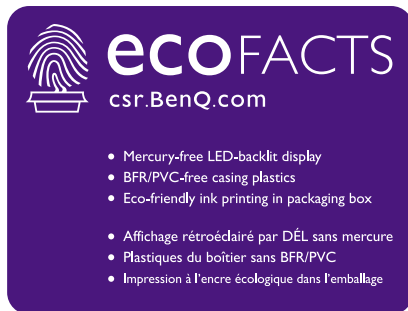 ecoFACTS
csr.BenQ.com
• Mercury-free LED-backlit display
• BFR/PVC-free casing plastics
• Eco-friendly ink printing in packaging box
• Affichage rétroéclairé par DÉL sans mercure
• Plastiques du boîtier sans BFR/PVC
• Impression à l'encre écologique dans l'emballage